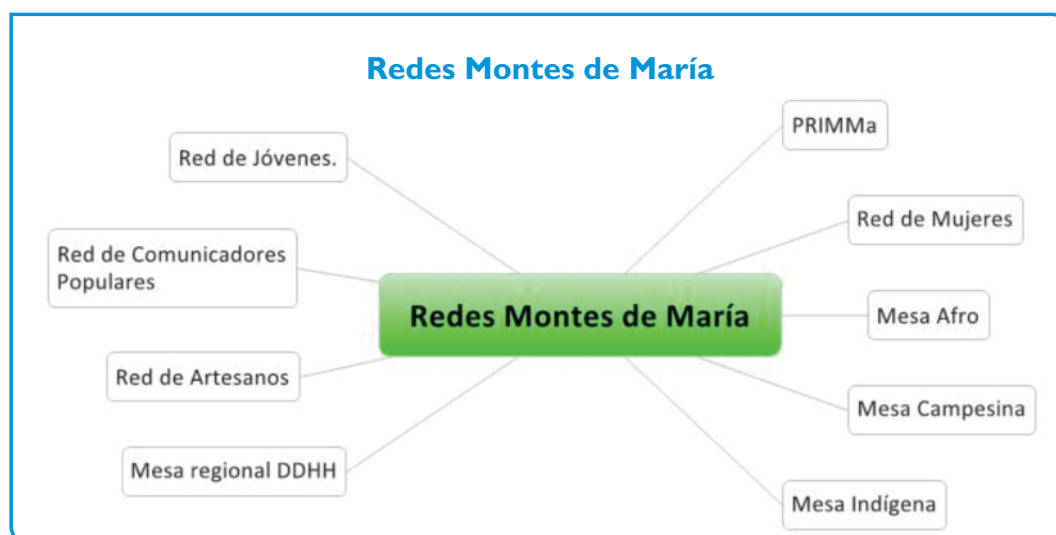 Redes Montes de María
PRIMMa
Red de Jóvenes.
Red de Mujeres
Red de Comunicadores
Populares
Redes Montes de María
Mesa Afro
Red de Artesanos
Mesa Campesina
Mesa regional DDHH
Mesa Indígena